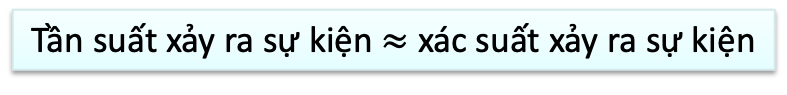 Tần suất xảy ra sự kiện ≈ xác suất xảy ra sự kiện